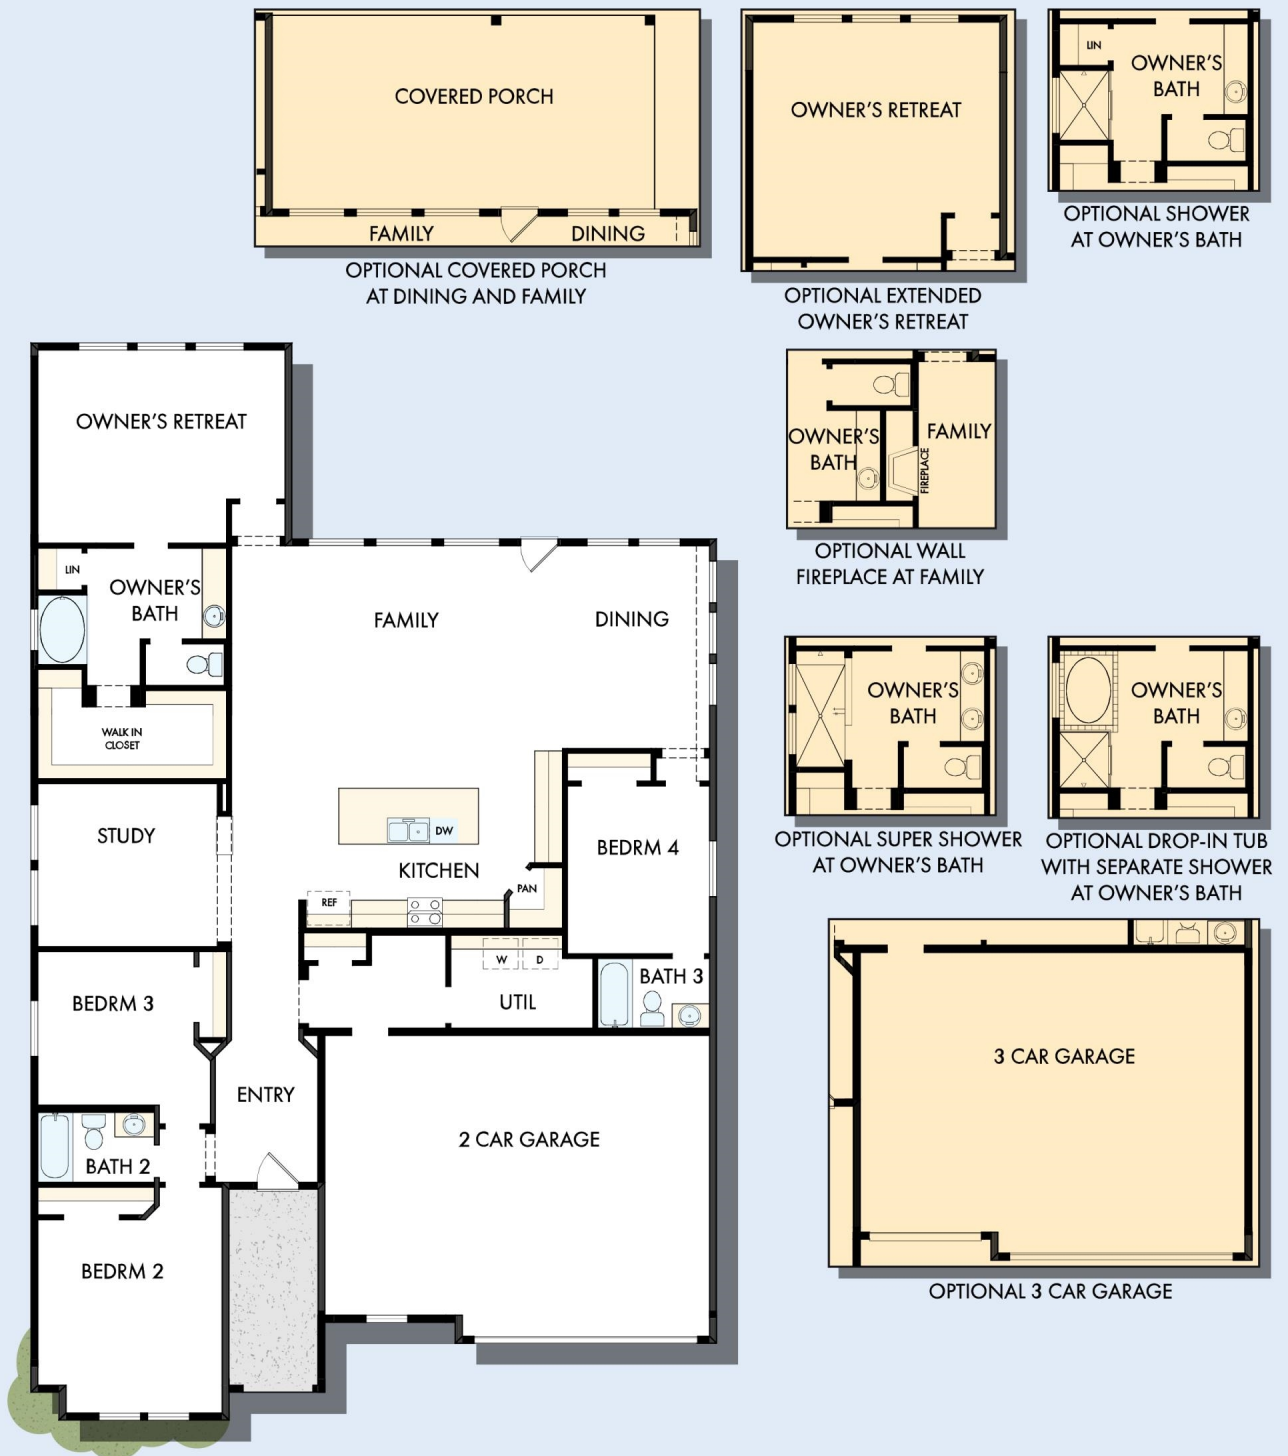 COVERED PORCH
FAMILY
DINING
OPTIONAL COVERED PORCH
AT DINING AND FAMILY
OWNER'S RETREAT
OPTIONAL EXTENDED
OWNER'S RETREAT
LIN
OWNER'S
BATH
OPTIONAL SHOWER
AT OWNER'S BATH
OWNER'S
BATH
FAMILY
FIREPLACE
OPTIONAL WALL
FIREPLACE AT FAMILY
OWNER'S RETREAT
LIN
OWNER'S
BATH
FAMILY
DINING
WALK IN
CLOSET
STUDY
DW
KITCHEN
BEDRM 4
REF
PAN
W
D
UTIL
BATH 3
BEDRM 3
ENTRY
2 CAR GARAGE
BATH 2
BEDRM 2
OWNER'S
BATH
OPTIONAL SUPER SHOWER
AT OWNER'S BATH
OWNER'S
BATH
OPTIONAL DROP-IN TUB
WITH SEPARATE SHOWER
AT OWNER'S BATH
3 CAR GARAGE
OPTIONAL 3 CAR GARAGE